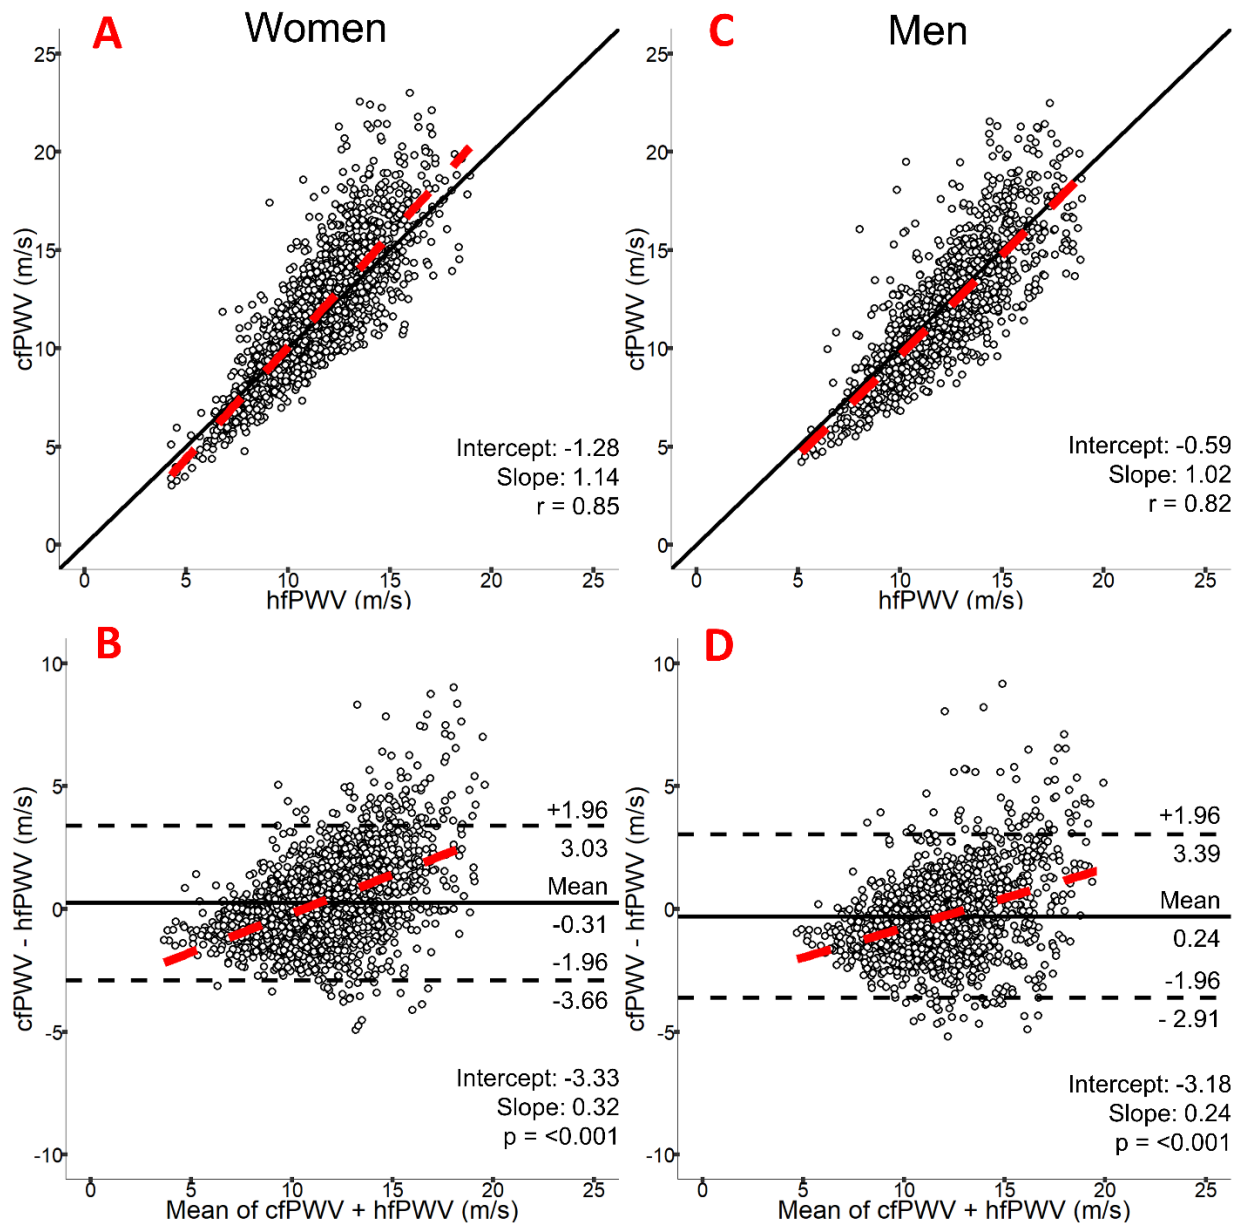 A
Women
25
20
15
10
5
0
cfPWV (m/s)
Intercept: -1.28
Slope: 1.14
r = 0.85
0 5 10 15 20 25
hfPWV (m/s)
C
Men
25
20
15
10
5
0
cfPWV (m/s)
Intercept: -0.59
Slope: 1.02
r = 0.82
0 5 10 15 20 25
hfPWV (m/s)
B
10
5
0
-5
-10
cfPWV - hfPWV (m/s)
+1.96
3.03
Mean
-0.31
-1.96
-3.66
Intercept: -3.33
Slope: 0.32
p = <0.001
0 5 10 15 20 25
Mean of cfPWV + hfPWV (m/s)
D
10
5
0
-5
-10
cfPWV - hfPWV (m/s)
+1.96
3.39
Mean
0.24
-1.96
- 2.91
Intercept: -3.18
Slope: 0.24
p = <0.001
0 5 10 15 20 25
Mean of cfPWV + hfPWV (m/s)